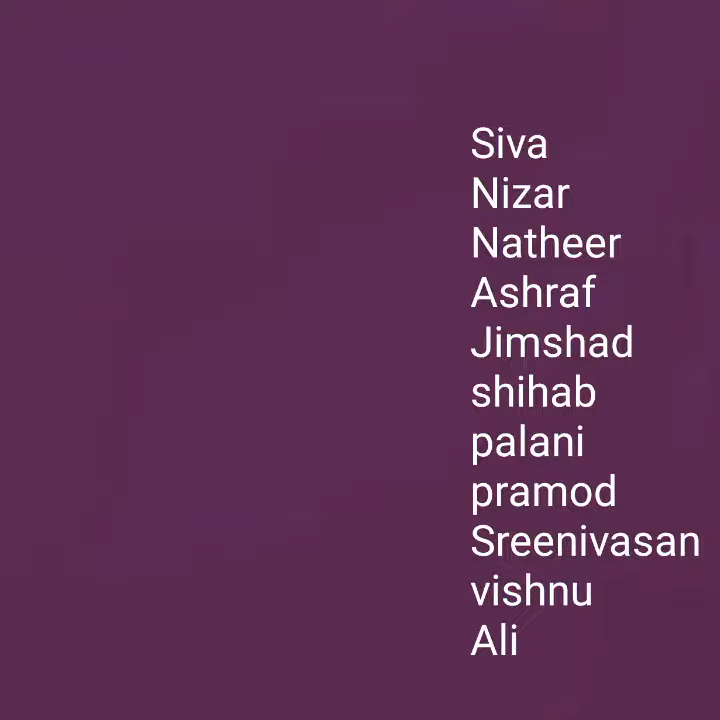 Siva
Nizar
Natheer
Ashraf
Jimshad
shihab
palani
pramod
Sreenivasan
vishnu
Ali